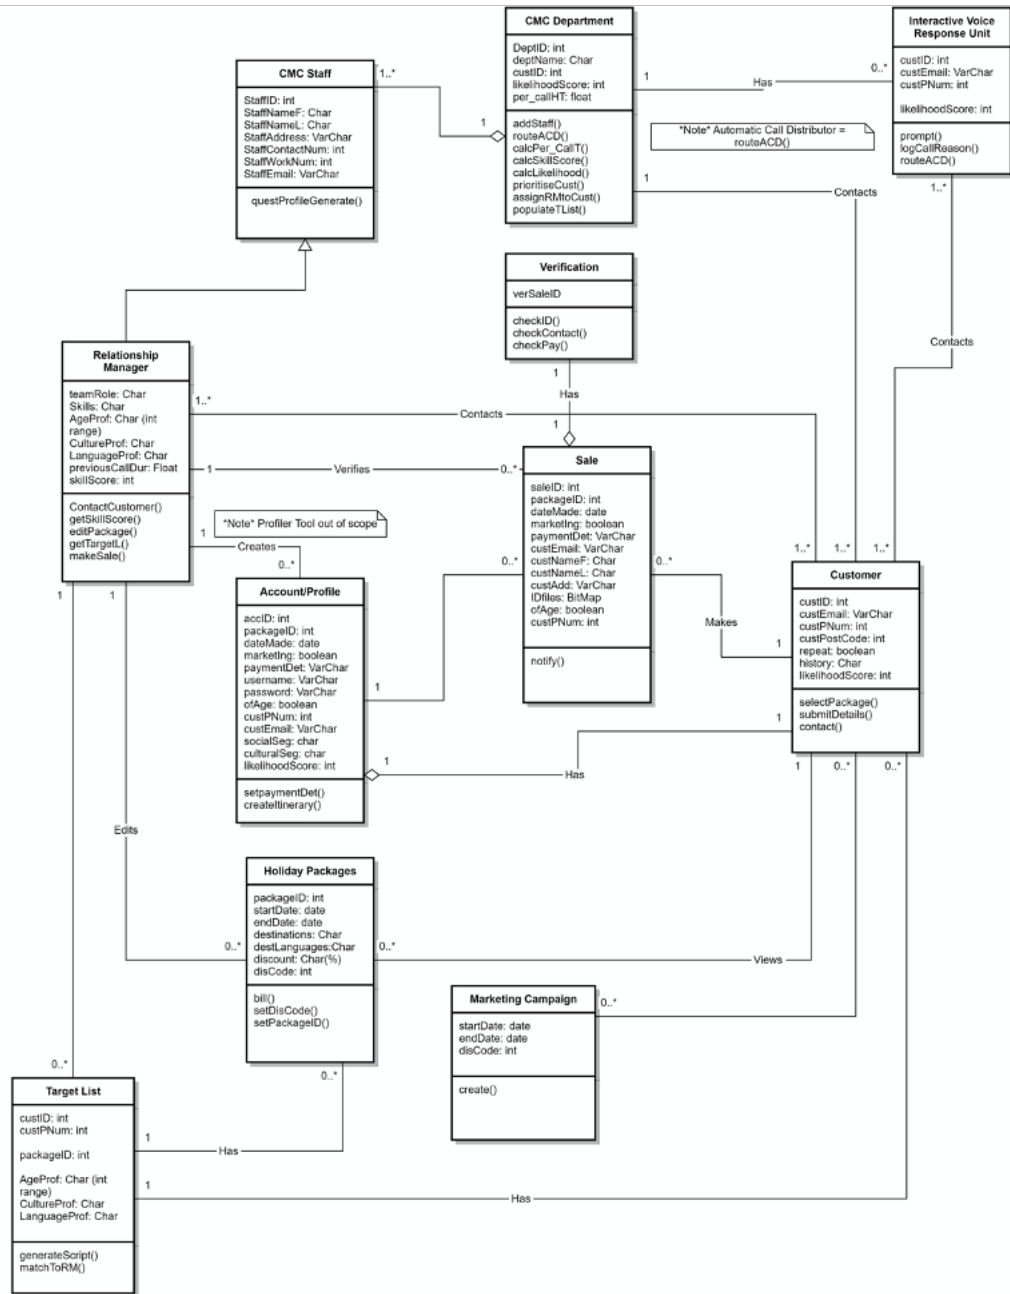 CMC Department
DeptID: int
deptName: Char
custID: int
likelihoodScore: int
per_callHT: float
addStaff()
routeACD()
calcPer_CallT()
calcSkillScore()
calcLikelihood()
prioritiseCust()
assignRMtoCust()
populateTList()
Interactive Voice
Response Unit
custID: int
custEmail: VarChar
custPNum: int
likelihoodScore: int
prompt()
logCallReason()
routeACD()
CMC Staff
StaffID: int
StaffNameF: Char
StaffNameL: Char
StaffAddress: VarChar
StaffContactNum: int
StaffWorkNum: int
StaffEmail: VarChar
questProfileGenerate()
1..*
1
1
Has
0..*
*Note* Automatic Call Distributor =
routeACD()
1
Contacts
1..*
Contacts
Verification
verSaleID
checkID()
checkContact()
checkPay()
1
Has
1
Relationship
Manager
teamRole: Char
Skills: Char
AgeProf: Char (int
range)
CultureProf: Char
LanguageProf: Char
previousCallDur: Float
skillScore: int
ContactCustomer()
getSkillScore()
editPackage()
getTargetL()
makeSale()
1..*
Contacts
1
Verifies
0..*
*Note* Profiler Tool out of scope
1
Creates
0..*
Sale
saleID: int
packageID: int
dateMade: date
marketing: boolean
paymentDet: VarChar
custEmail: VarChar
custNameF: Char
custNameL: Char
custAdd: VarChar
IDfiles: BitMap
ofAge: boolean
custPNum: int
notify()
0..*
0..*
Makes
1
1..*
1..*
1..*
Customer
custID: int
custEmail: VarChar
custPNum: int
custPostCode: int
repeat: boolean
history: Char
likelihoodScore: int
selectPackage()
submitDetails()
contact()
1
1
Account/Profile
accID: int
packageID: int
dateMade: date
marketing: boolean
paymentDet: VarChar
username: VarChar
password: VarChar
ofAge: boolean
custPNum: int
custEmail: VarChar
socialSeg: char
culturalSeg: char
likelihoodScore: int
setpaymentDet()
createItinerary()
1
1
Has
1
1
0..*
0..*
Edits
Holiday Packages
packageID: int
startDate: date
endDate: date
destinations: Char
destLanguages:Char
discount: Char(%)
disCode: int
bill()
setDisCode()
setPackageID()
0..*
0..*
Views
Marketing Campaign
startDate: date
endDate: date
disCode: int
create()
0..*
0..*
0..*
Target List
custID: int
custPNum: int
packageID: int
AgeProf: Char (int
range)
CultureProf: Char
LanguageProf: Char
generateScript()
matchToRM()
1
Has
1
Has